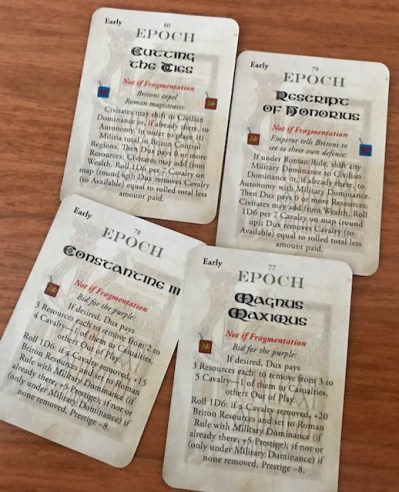 Early
80
EPOCH
Cutting
the Ties
Not if Fragmentation
Britons expel
Roman magistrates:
Civitates may shift to Civilian
Dominance or, if already there, to
Autonomy, in order to place 10
Militia total in Briton Control
Regions. Then Dux pays 0 or more
Resources; Civitates may add from
Wealth. Roll 1D6 per 7 Cavalry on
map (round up); Dux removes Cavalry
(to Available) equal to rolled total less
amount paid.
Early
79
EPOCH
Rescript
of Honorius
Not if Fragmentation
Emperor tells Britons to
see to their own defense:
If under Roman Rule, shift any
Military Dominance to Civilian
Dominance or, if already there, to
Autonomy with Military Dominance.
Then Dux pays 0 or more Resources;
Civitates may add from Wealth. Roll
1D6 per 7 Cavalry on map (round
up); Dux removes Cavalry (to
Available) equal to rolled total less
amount paid.
Early
78
EPOCH
Constantine III
Not if Fragmentation
Bid for the purple:
If desired, Dux pays
3 Resources each to remove from 2 to
4 Cavalry—1 of them to Casualties,
others Out of Play.
Roll 1D6: if ≤ Cavalry removed, +15
Briton Resources and set to Roman
Rule with Military Dominance (if
already there, +5 Prestige); if not or
(only under Military Dominance) if
none removed, Prestige –8.
Early
77
EPOCH
Magnus
Maximus
Not if Fragmentation
Bid for the purple:
If desired, Dux pays
3 Resources each to remove from 3 to
5 Cavalry—1 of them to Casualties,
others Out of Play.
Roll 1D6: if ≤ Cavalry removed, +20
Briton Resources and set to Roman
Rule with Military Dominance (if
already there, +5 Prestige); if not or
(only under Military Dominance) if
none removed, Prestige –8.